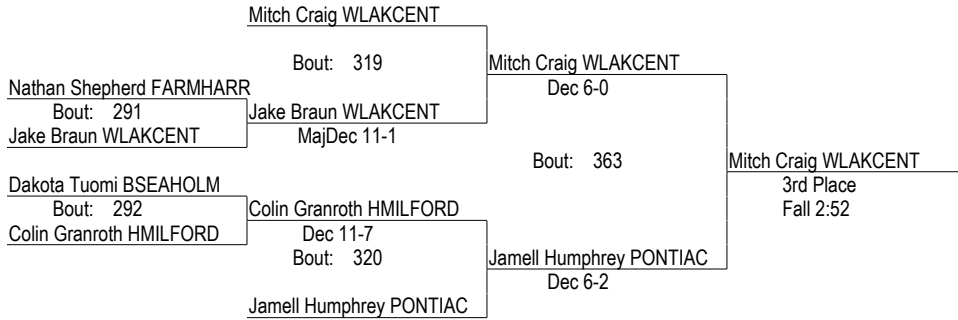 Mitch Craig WLAKCENT
Bout: 319
Mitch Craig WLAKCENT
Nathan Shepherd FARMHARR
Dec 6-0
Bout: 291
Jake Braun WLAKCENT
Jake Braun WLAKCENT
MajDec 11-1
Bout: 363
Mitch Craig WLAKCENT
Dakota Tuomi BSEAHOLM
3rd Place
Bout: 292
Colin Granroth HMILFORD
Fall 2:52
Colin Granroth HMILFORD
Dec 11-7
Bout: 320
Jamell Humphrey PONTIAC
Dec 6-2
Jamell Humphrey PONTIAC